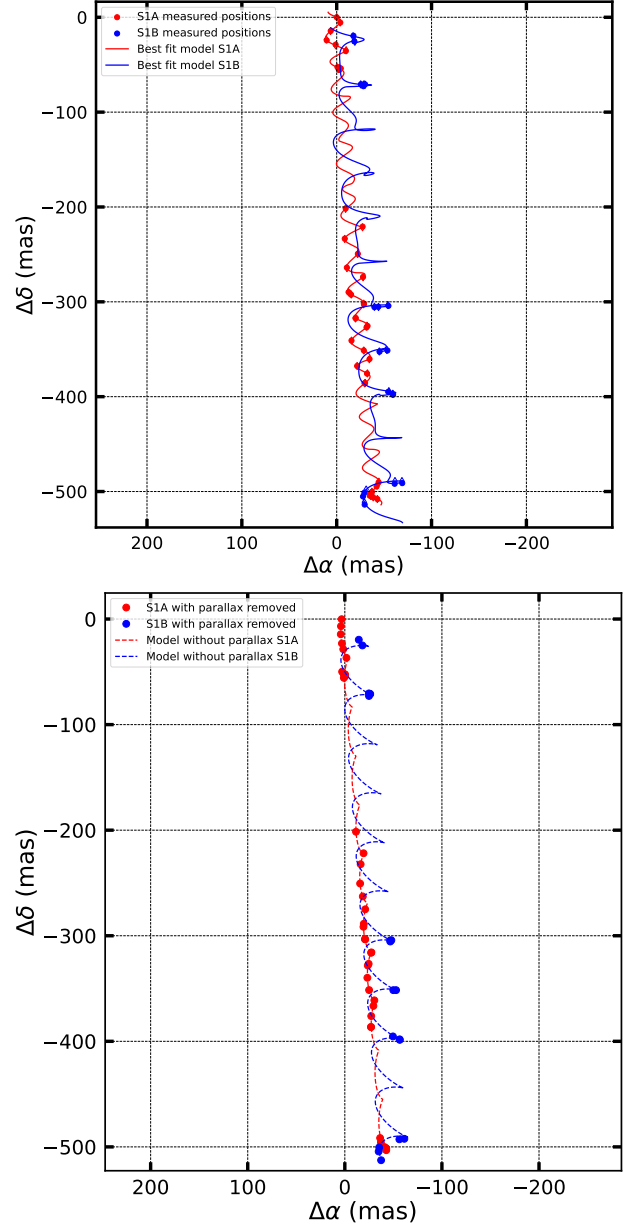 S1A measured positions
S1B measured positions
Best fit model S1A
Best fit model S1B
0
−100
−200
−300
−400
−500
Δδ (mas)
200
100
0
−100
−200
Δα (mas)
S1A with parallax removed
S1B with parallax removed
Model without parallax S1A
Model without parallax S1B
0
−100
−200
−300
−400
−500
Δδ (mas)
200
100
0
−100
−200
Δα (mas)